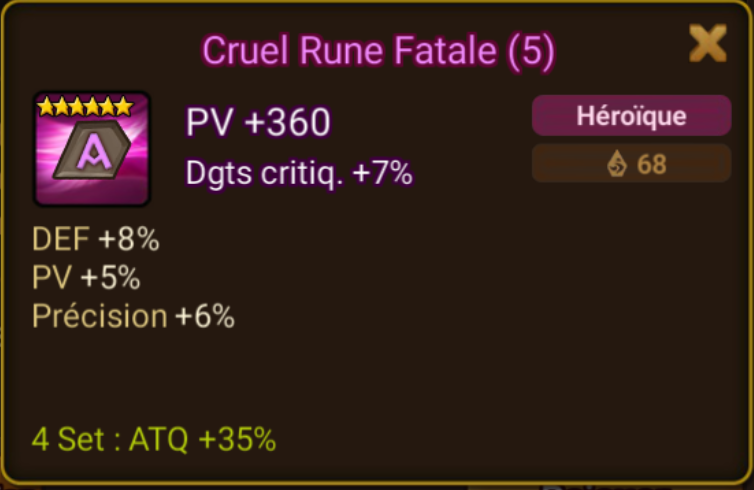 Cruel Rune Fatale (5)
PV +360
Héroïque
Dgts critiq. +7%
68
DEF +8%
PV +5%
Précision +6%
4 Set : ATQ +35%